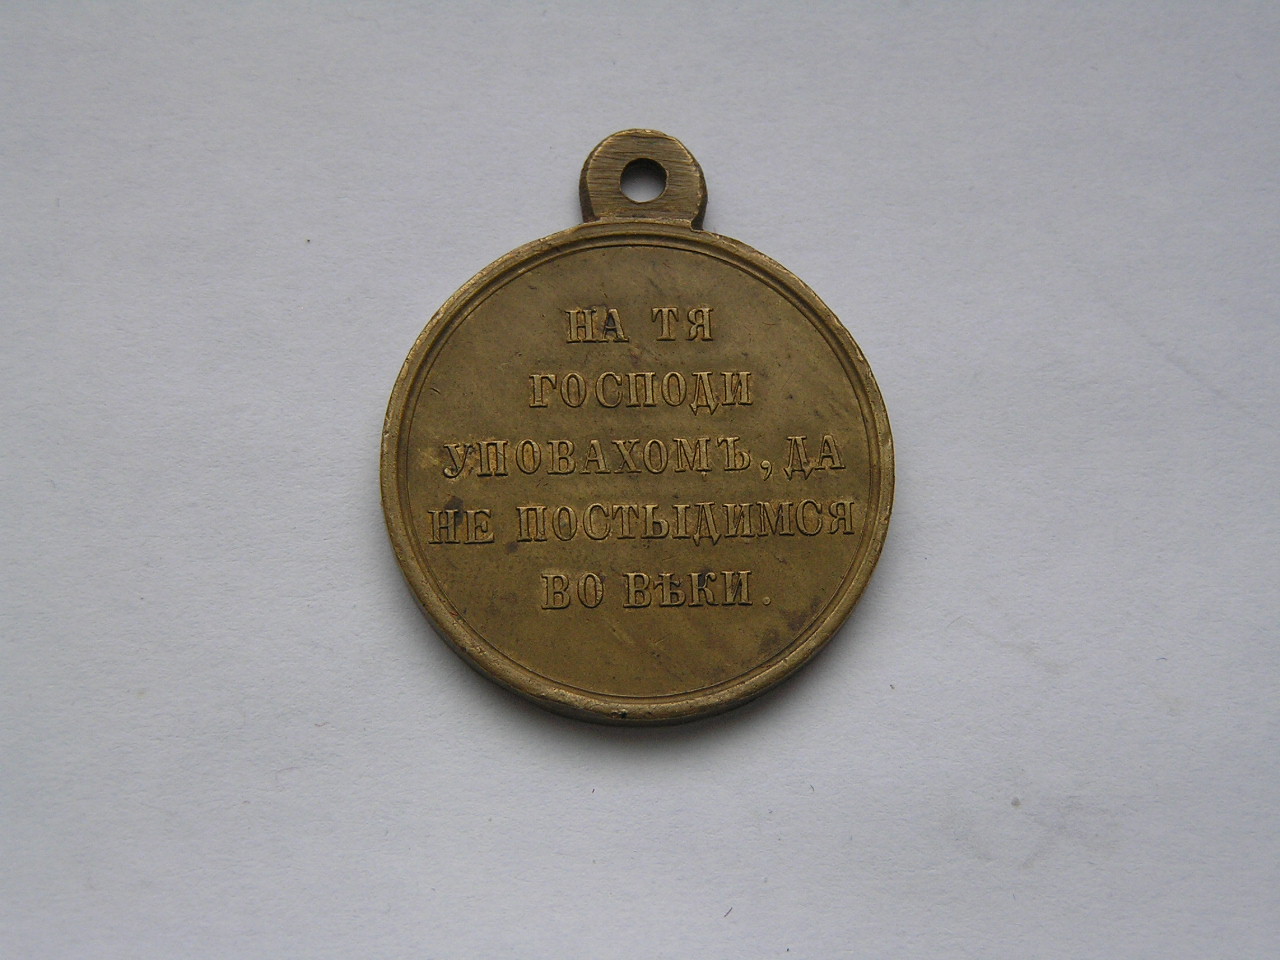 НА ТЯ
ГОСПОДИ
УПОВАХОМЪ, ДА
НЕ ПОСТЫДИМСЯ
ВО ВѢКИ.